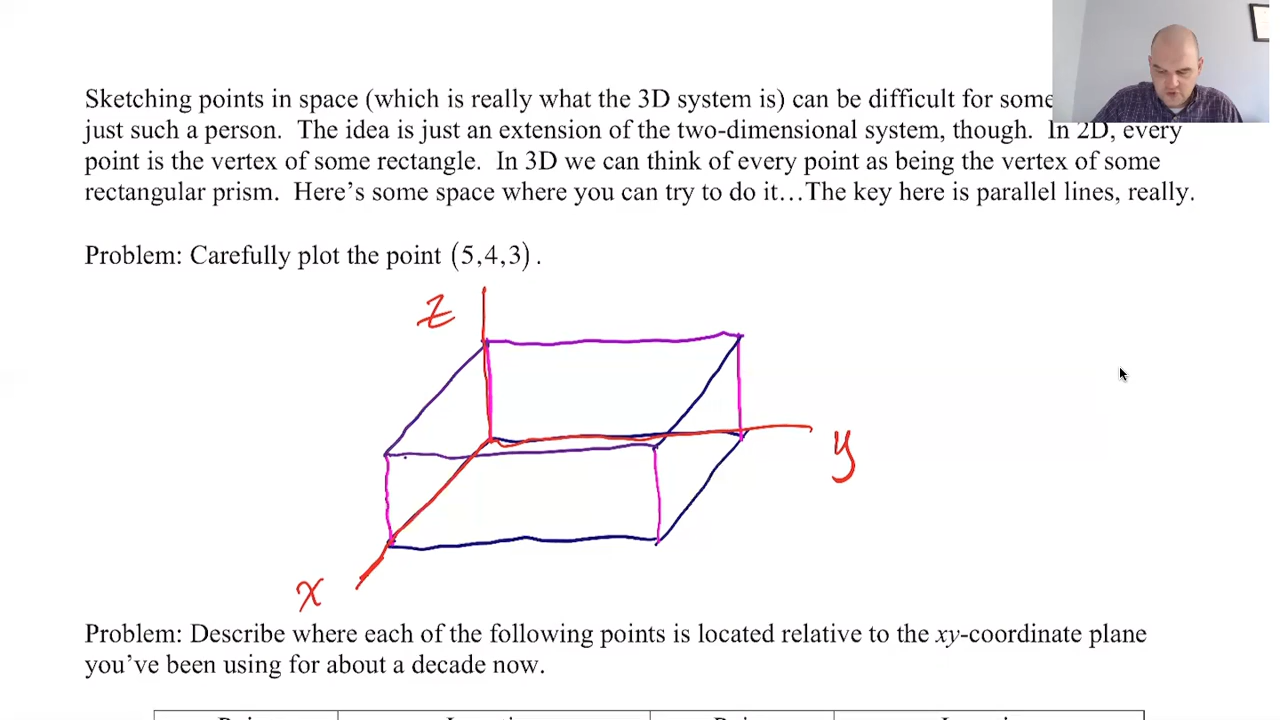 Sketching points in space (which is really what the 3D system is) can be difficult for some
just such a person. The idea is just an extension of the two-dimensional system, though. In 2D, every
point is the vertex of some rectangle. In 3D we can think of every point as being the vertex of some
rectangular prism. Here's some space where you can try to do it…The key here is parallel lines, really.
Problem: Carefully plot the point (5,4,3).
z
y
x
Problem: Describe where each of the following points is located relative to the xy-coordinate plane
you've been using for about a decade now.